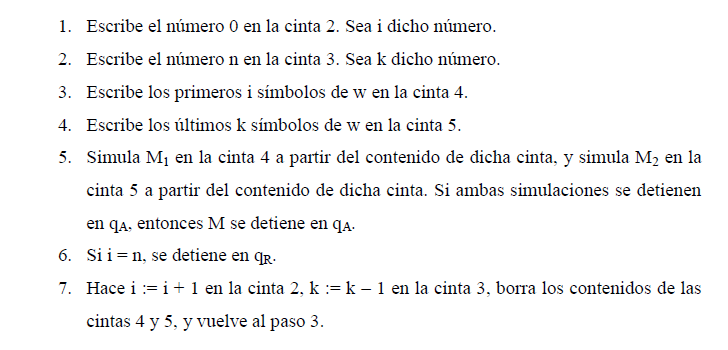 1. Escribe el número 0 en la cinta 2. Sea i dicho número.
2. Escribe el número n en la cinta 3. Sea k dicho número.
3. Escribe los primeros i símbolos de w en la cinta 4.
4. Escribe los últimos k símbolos de w en la cinta 5.
5. Simula M₁ en la cinta 4 a partir del contenido de dicha cinta, y simula M₂ en la
cinta 5 a partir del contenido de dicha cinta. Si ambas simulaciones se detienen
en qA, entonces M se detiene en qA.
6. Si i = n, se detiene en qR.
7. Hace i := i + 1 en la cinta 2, k := k – 1 en la cinta 3, borra los contenidos de las
cintas 4 y 5, y vuelve al paso 3.